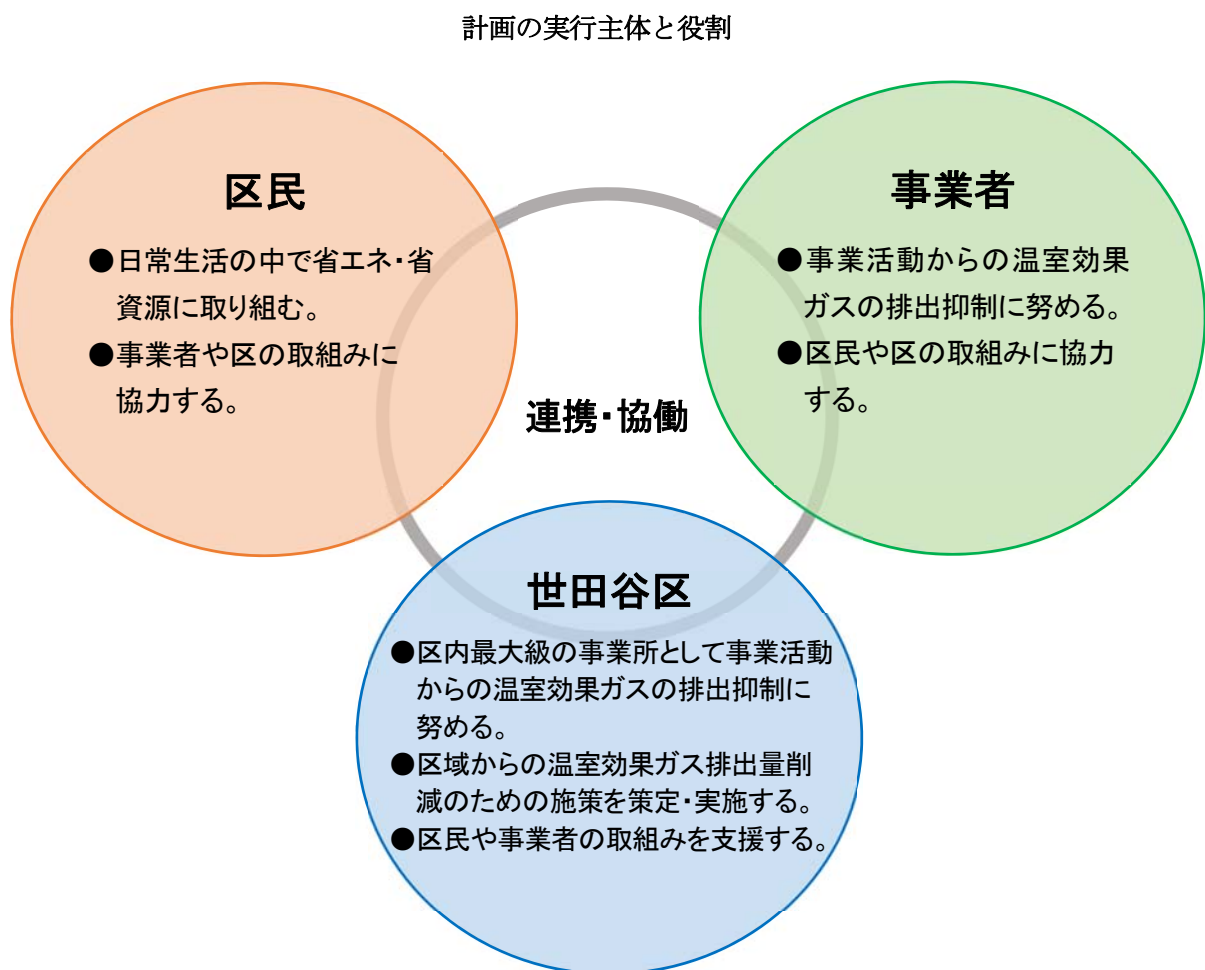 計画の実行主体と役割
区民
●日常生活の中で省エネ・省
資源に取り組む。
●事業者や区の取組みに
協力する。
事業者
●事業活動からの温室効果
ガスの排出抑制に努める。
●区民や区の取組みに協力
する。
連携・協働
世田谷区
●区内最大級の事業所として事業活動
からの温室効果ガスの排出抑制に
努める。
●区域からの温室効果ガス排出量削
減のための施策を策定・実施する。
●区民や事業者の取組みを支援する。